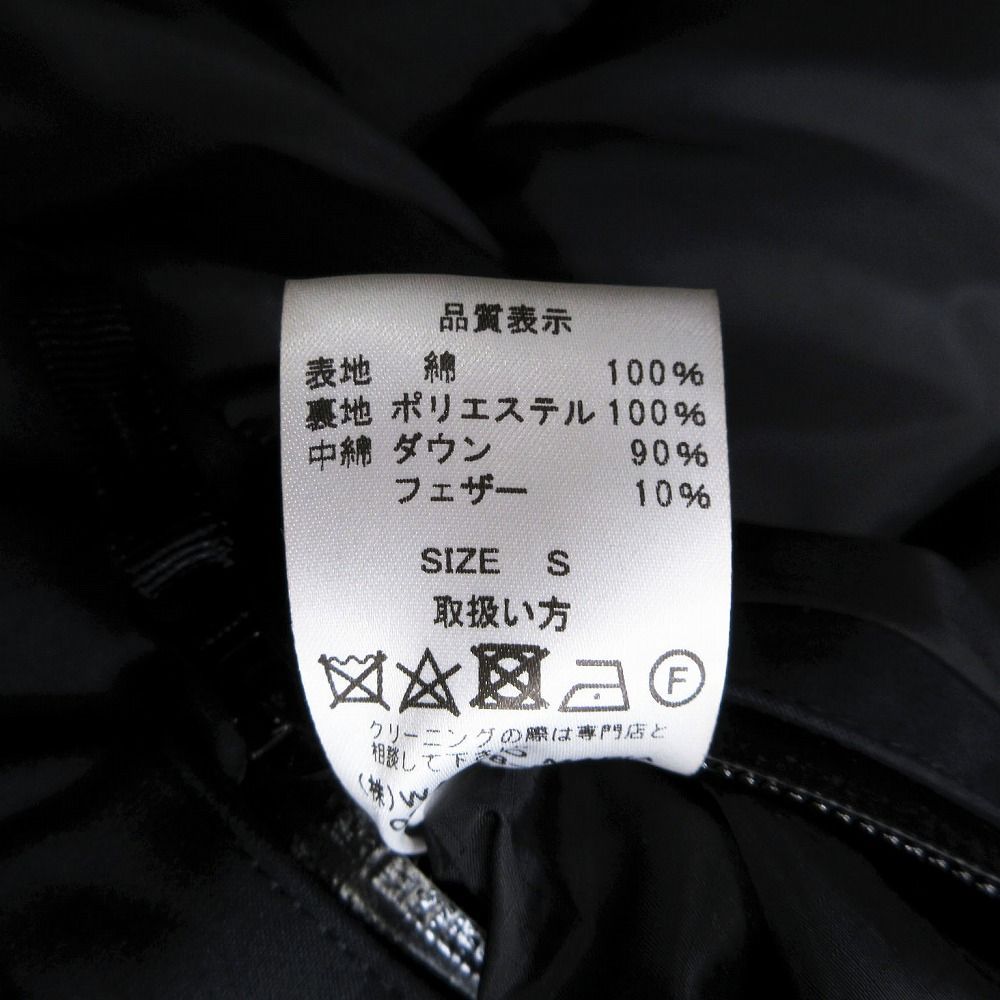 品質表示
表地 綿 100%
裏地 ポリエステル 100%
中綿 ダウン 90%
フェザー 10%
SIZE S
取扱い方
F
クリーニングの際は専門店と
相談して下
(株)W